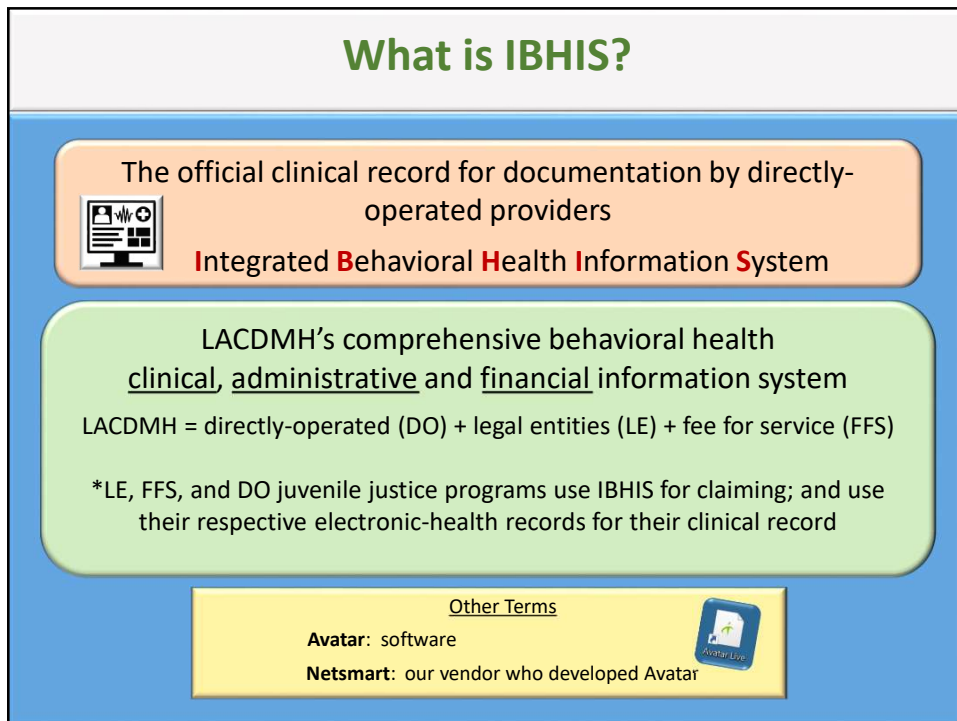 What is IBHIS?
The official clinical record for documentation by directly-
operated providers
Integrated Behavioral Health Information System
LACDMH's comprehensive behavioral health
clinical, administrative and financial information system
LACDMH = directly-operated (DO) + legal entities (LE) + fee for service (FFS)
*LE, FFS, and DO juvenile justice programs use IBHIS for claiming; and use
their respective electronic-health records for their clinical record
Other Terms
Avatar: software
Netsmart: our vendor who developed Avatar
Avatar Live